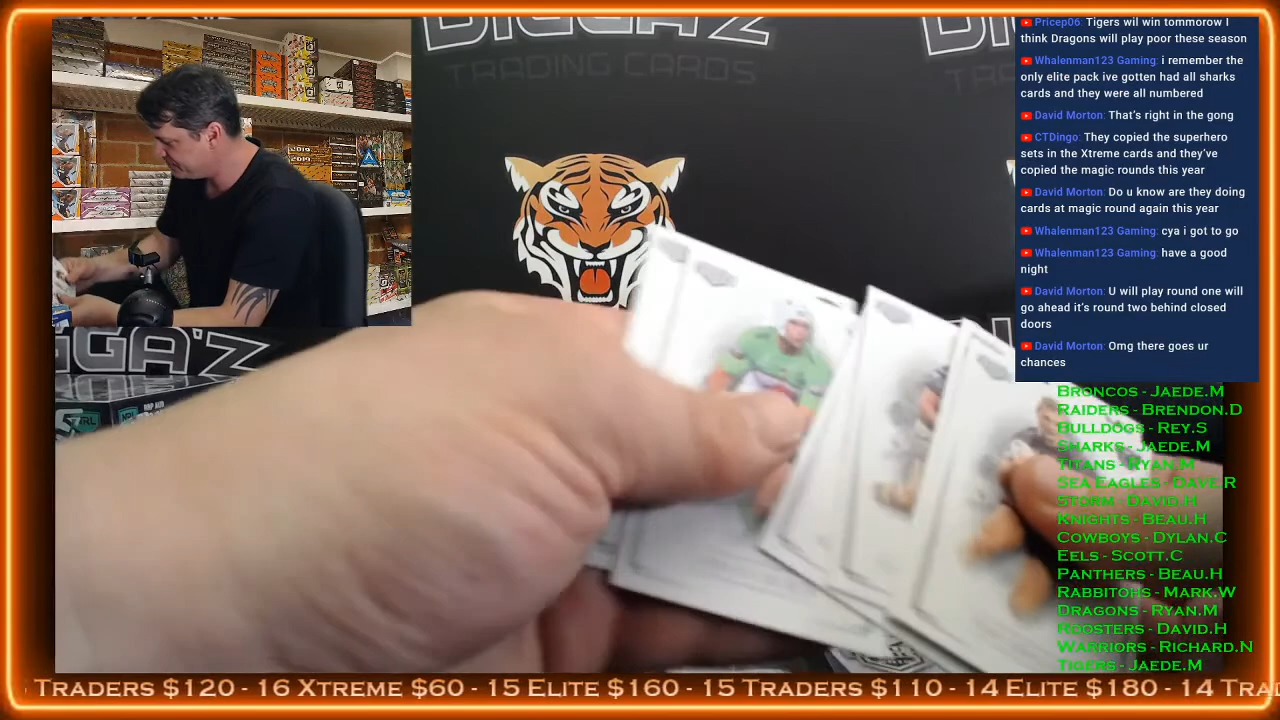 DIGGA'Z
TRADING CARDS
2019
2019
GGA'Z
NRL
Pricep06: Tigers wil win tommorow I
think Dragons will play poor these season
Whalenman123 Gaming: i remember the
only elite pack ive gotten had all sharks
cards and they were all numbered
David Morton: That's right in the gong
CTDingo: They copied the superhero
sets in the Xtreme cards and they've
copied the magic rounds this year
David Morton: Do u know are they doing
cards at magic round again this year
Whalenman123 Gaming: cya i got to go
Whalenman123 Gaming: have a good
night
David Morton: U will play round one will
go ahead it's round two behind closed
doors
David Morton: Omg there goes ur
chances
Broncos - Jaede.M
Raiders - Brendon.D
Bulldogs - Rey.S
Sharks - Jaede.M
Titans - Ryan.M
Sea Eagles - Dave.R
Storm - David.H
Knights - Beau.H
Cowboys - Dylan.C
Eels - Scott.C
Panthers - Beau.H
Rabbitohs - Mark.W
Dragons - Ryan.M
Roosters - David.H
Warriors - Richard.N
Tigers - Jaede.M
Traders $120 - 16 Xtreme $60 - 15 Elite $160 - 15 Traders $110 - 14 Elite $180 - 14 Trad